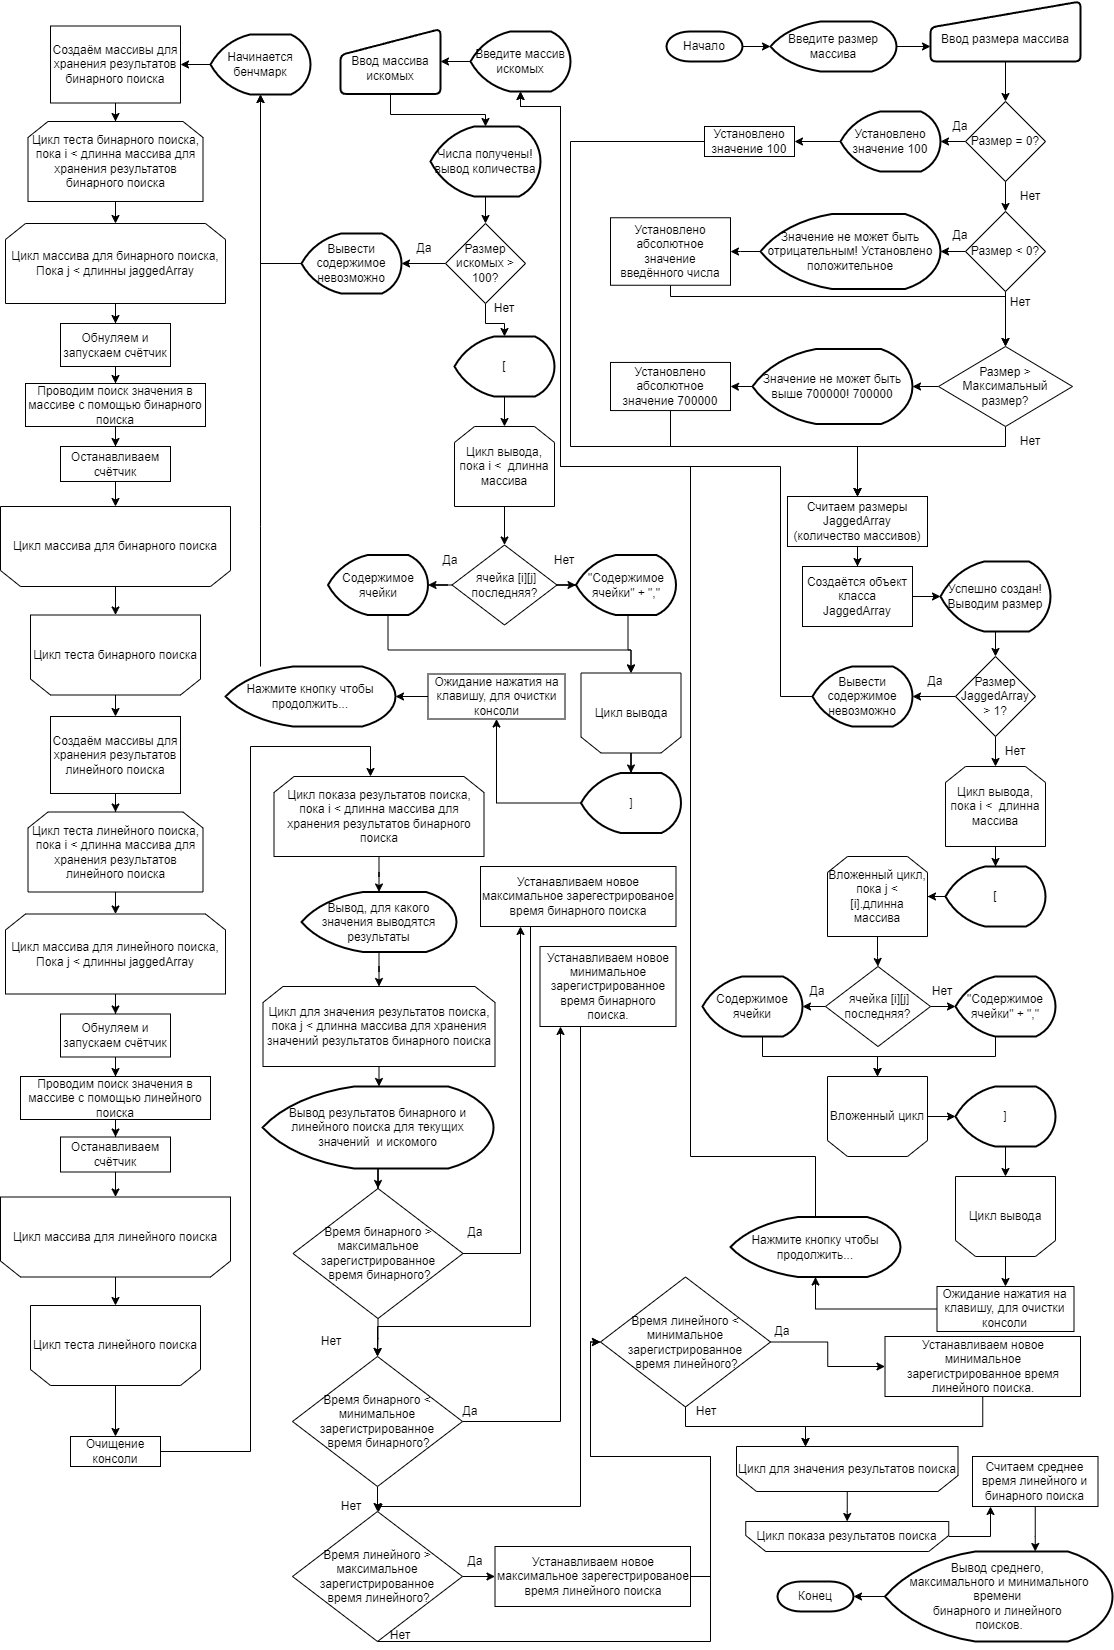 Начало
Введите размер
массива
Ввод размера массива
Размер = 0?
Да
Установлено
значение 100
Установлено
значение 100
Нет
Размер < 0?
Да
Значение не может быть
отрицательным! Установлено
положительное
Установлено
абсолютное
значение
введённого числа
Нет
Размер >
Максимальный
размер?
Значение не может быть
выше 700000! 700000
Установлено
абсолютное
значение 700000
Нет
Считаем размеры
JaggedArray
(количество массивов)
Создаётся объект
класса
JaggedArray
Успешно создан!
Выводим размер
Размер
JaggedArray
> 1?
Да
Вывести
содержимое
невозможно
Нет
Цикл вывода,
пока i < длинна
массива
[
Вложенный цикл,
пока j <
[i].длинна
массива
ячейка [i][j]
последняя?
Да
Содержимое
ячейки
Нет
"Содержимое
ячейки" + ","
Вложенный цикл
]
Цикл вывода
Ожидание нажатия на
клавишу, для очистки
консоли
Нажмите кнопку чтобы
продолжить...
Введите массив
искомых
Ввод массива
искомых
Числа получены!
вывод количества
Размер
искомых >
100?
Да
Вывести
содержимое
невозможно
Нет
[
Цикл вывода,
пока i < длинна
массива
ячейка [i][j]
последняя?
Да
Содержимое
ячейки
Нет
"Содержимое
ячейки" + ","
Цикл вывода
]
Ожидание нажатия на
клавишу, для очистки
консоли
Нажмите кнопку чтобы
продолжить...
Начинается
бенчмарк
Создаём массивы для
хранения результатов
бинарного поиска
Цикл теста бинарного поиска,
пока i < длинна массива для
хранения результатов
бинарного поиска
Цикл массива для бинарного поиска,
Пока j < длинны jaggedArray
Обнуляем и
запускаем счётчик
Проводим поиск значения в
массиве с помощью бинарного
поиска
Останавливаем
счётчик
Цикл массива для бинарного поиска
Цикл теста бинарного поиска
Создаём массивы для
хранения результатов
линейного поиска
Цикл теста линейного поиска,
пока i < длинна массива для
хранения результатов
линейного поиска
Цикл массива для линейного поиска,
Пока j < длинны jaggedArray
Обнуляем и
запускаем счётчик
Проводим поиск значения в
массиве с помощью линейного
поиска
Останавливаем
счётчик
Цикл массива для линейного поиска
Цикл теста линейного поиска
Очищение
консоли
Цикл показа результатов поиска,
пока i < длинна массива для
хранения результатов бинарного
поиска
Вывод, для какого
значения выводятся
результаты
Цикл для значения результатов поиска,
пока j < длинна массива для хранения
значений результатов бинарного поиска
Вывод результатов бинарного и
линейного поиска для текущих
значений и искомого
Время бинарного >
максимальное
зарегистрированное
время бинарного?
Да
Устанавливаем новое
максимальное зарегестрированое
время бинарного поиска
Нет
Время бинарного <
минимальное
зарегистрированное
время бинарного?
Да
Устанавливаем новое
минимальное
зарегистрированное
время бинарного
поиска.
Нет
Время линейного >
максимальное
зарегистрированное
время линейного?
Да
Устанавливаем новое
максимальное зарегестрированое
время линейного поиска
Нет
Время линейного <
минимальное
зарегистрированное
время линейного?
Да
Устанавливаем новое
минимальное
зарегистрированное время
линейного поиска.
Нет
Цикл для значения результатов поиска
Цикл показа результатов поиска
Считаем среднее
время линейного и
бинарного поиска
Вывод среднего,
максимального и минимального
времени
бинарного и линейного
поисков.
Конец